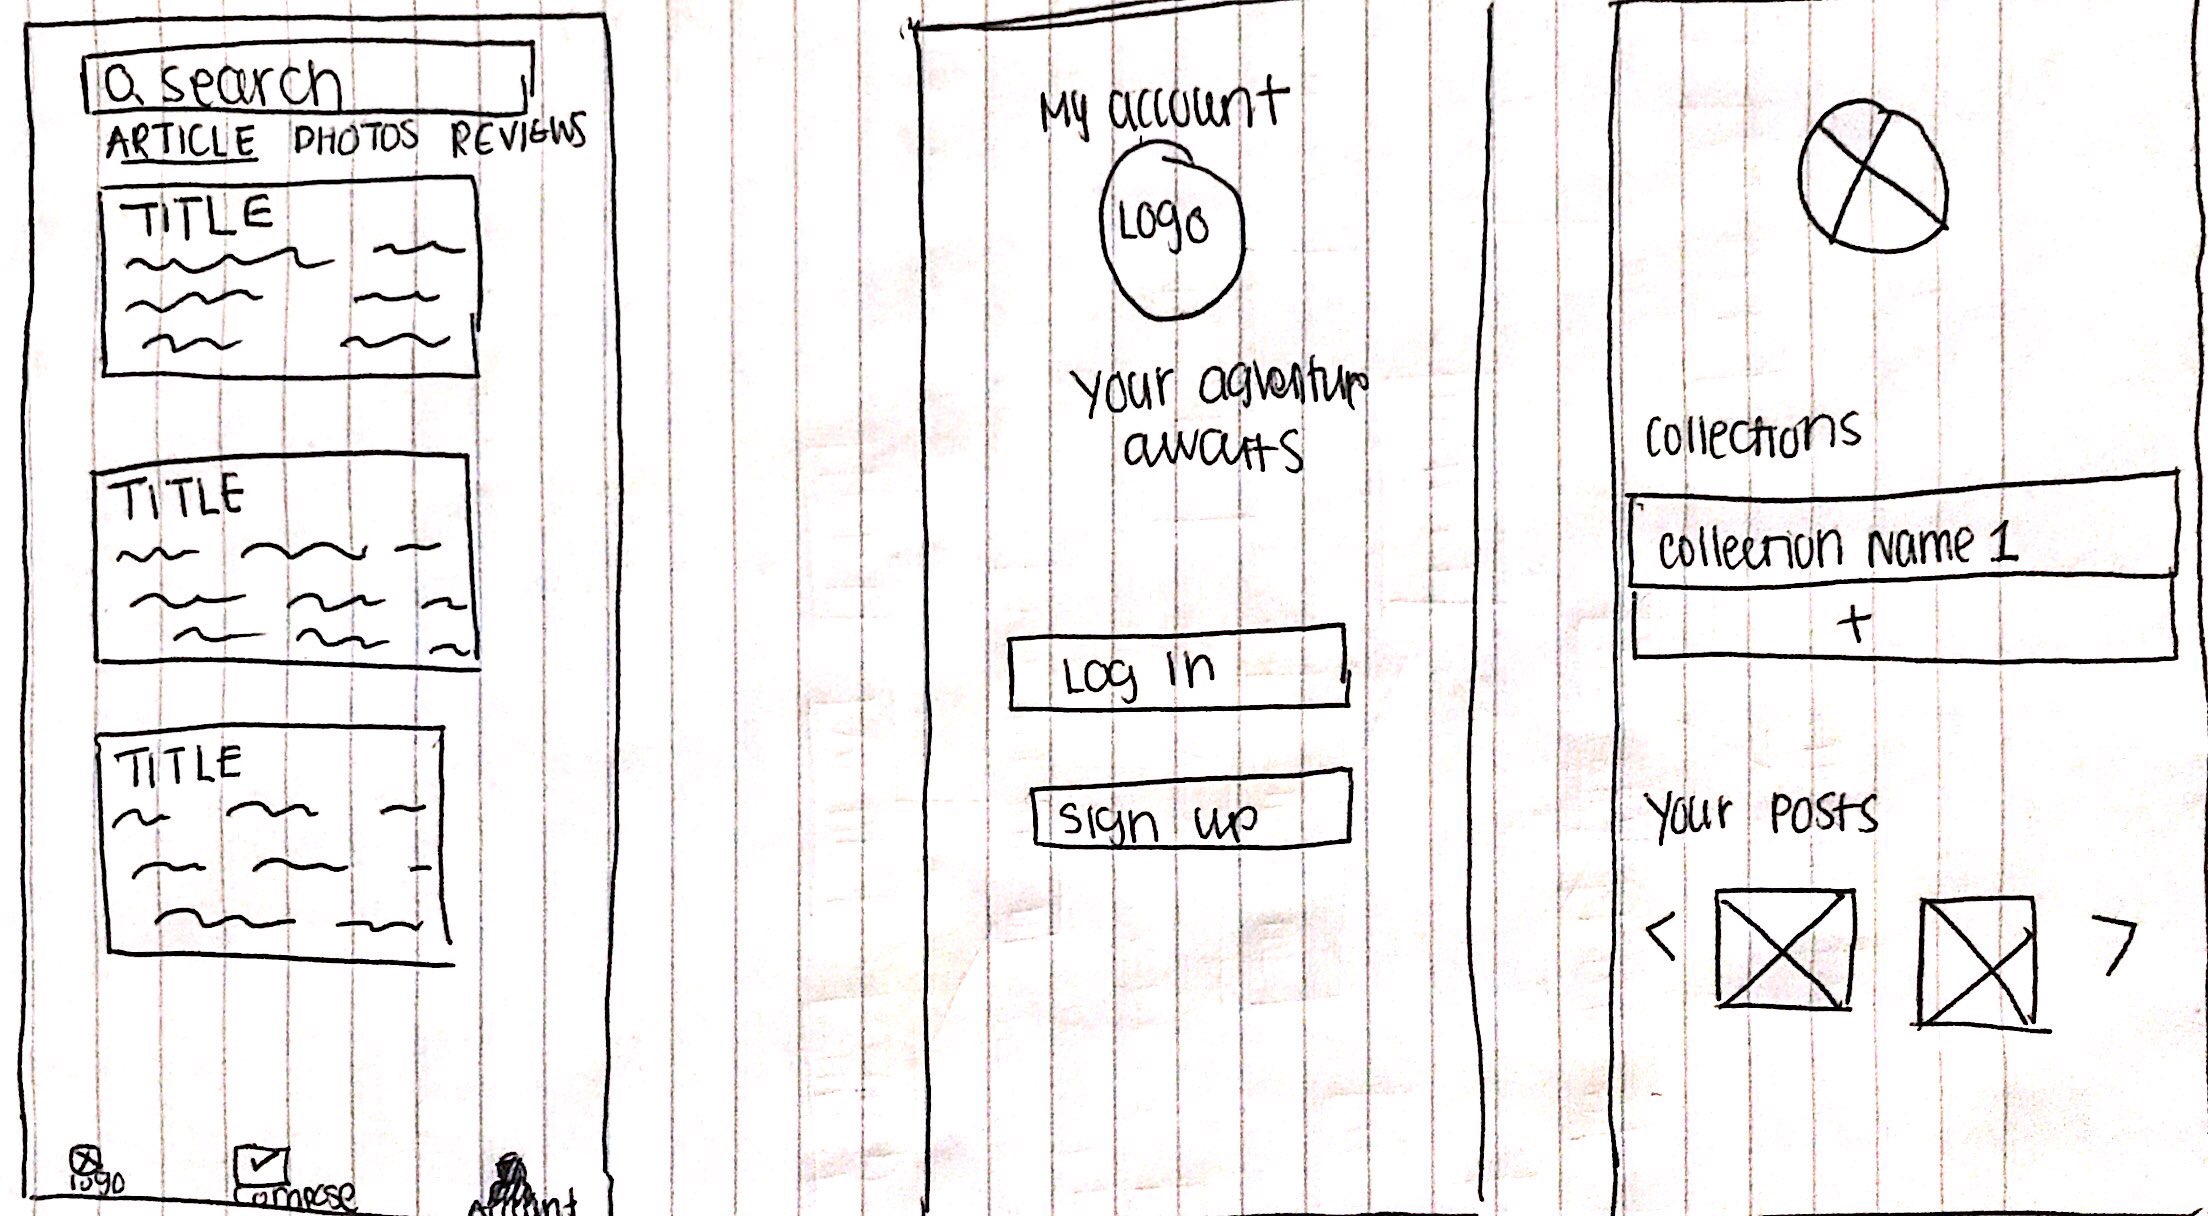 search
ARTICLE PHOTOS REVIEWS
TITLE
TITLE
TITLE
logo
compose
Account
My account
Logo
your adventure
awaits
Log in
sign up
collections
collection Name 1
+
your posts
< >